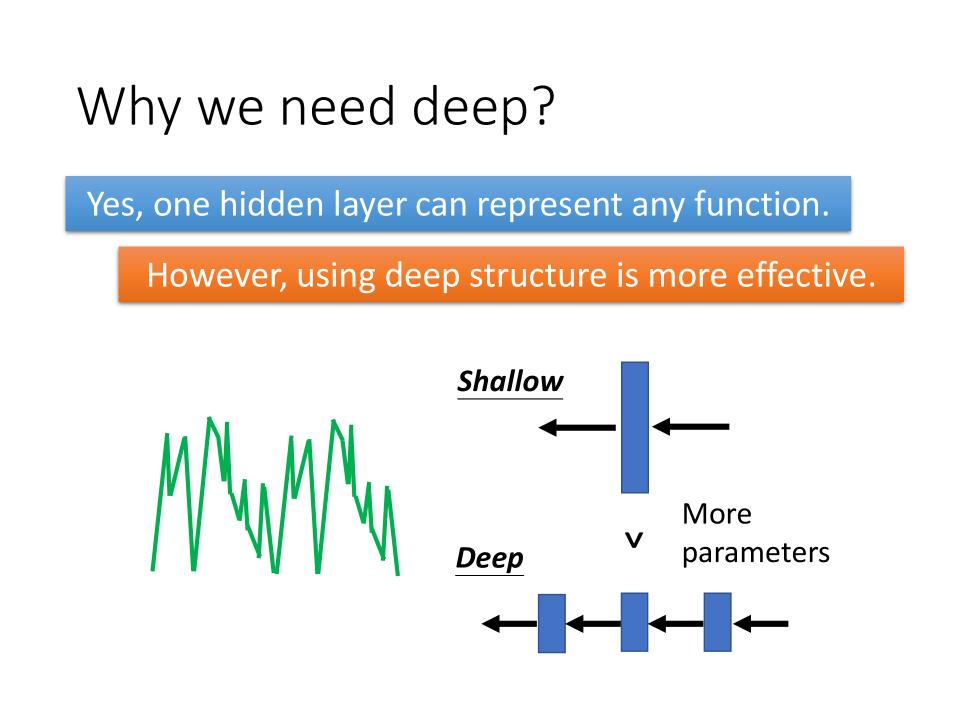 Why we need deep?
Yes, one hidden layer can represent any function.
However, using deep structure is more effective.
Shallow
>
More
parameters
Deep